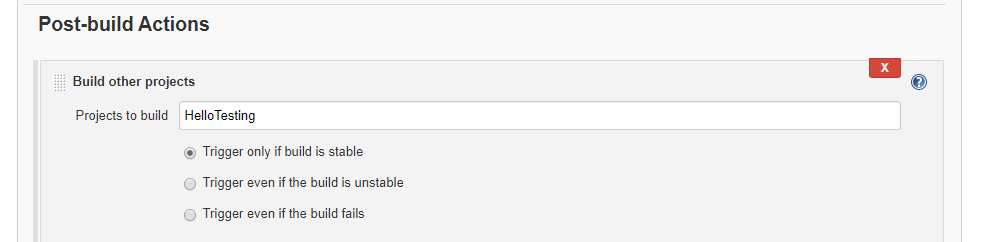 Post-build Actions
X
Build other projects
?
Projects to build HelloTesting
Trigger only if build is stable
Trigger even if the build is unstable
Trigger even if the build fails